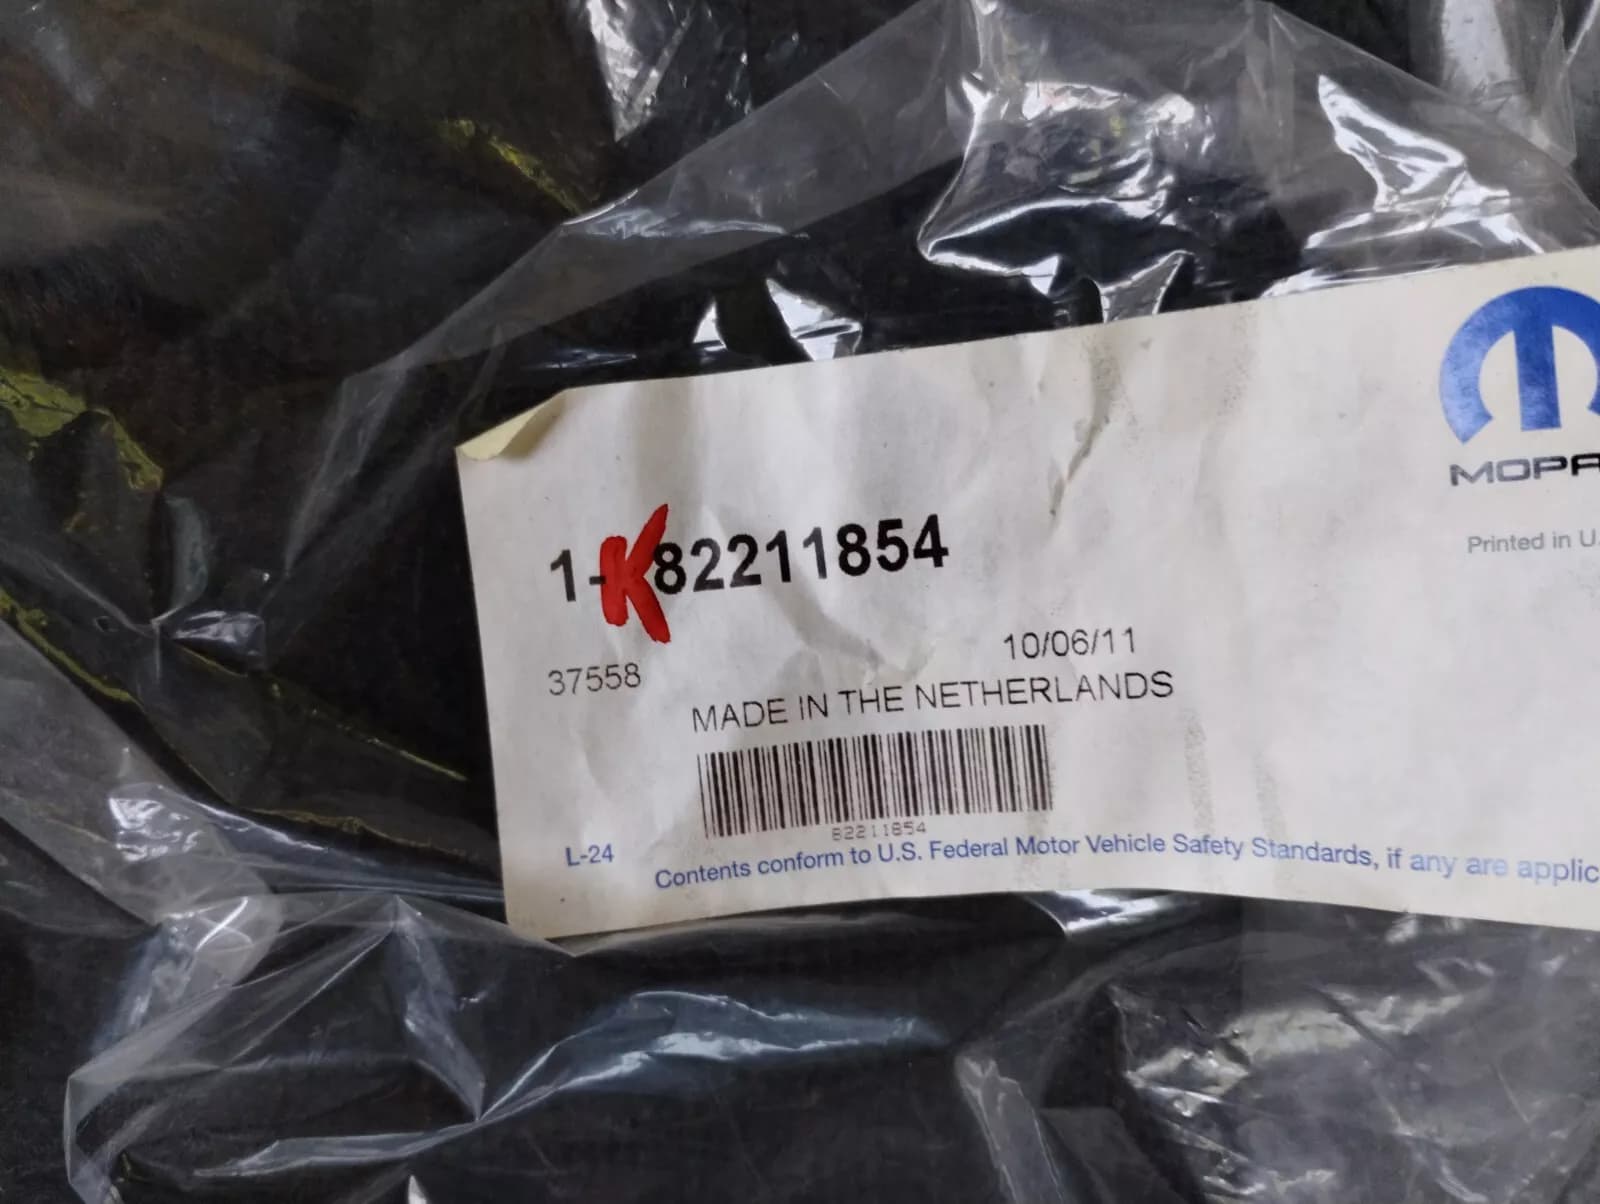 MOPA
Printed in U.
1-K82211854
10/06/11
37558
MADE IN THE NETHERLANDS
82211854
L-24
Contents conform to U.S. Federal Motor Vehicle Safety Standards, if any are applic